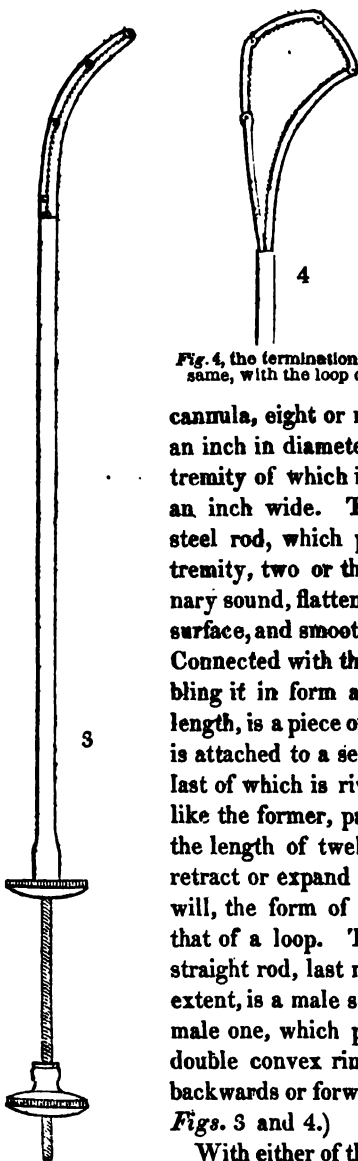 4
Fig. 4, the termination
same, with the loop
cannula, eight or
an inch in diamete
tremity of which i
an inch wide. T
steel rod, which p
tremity, two or th
nary sound, flatten
surface, and smoot
Connected with th
bling it in form a
length, is a piece o
is attached to a se
last of which is riv
like the former, pa
the length of twel
retract or expand
will, the form of
that of a loop. T
straight rod, last
extent, is a male s
male one, which p
double convex rin
backwards or forw
Figs. 3 and 4.)
With either of th
3